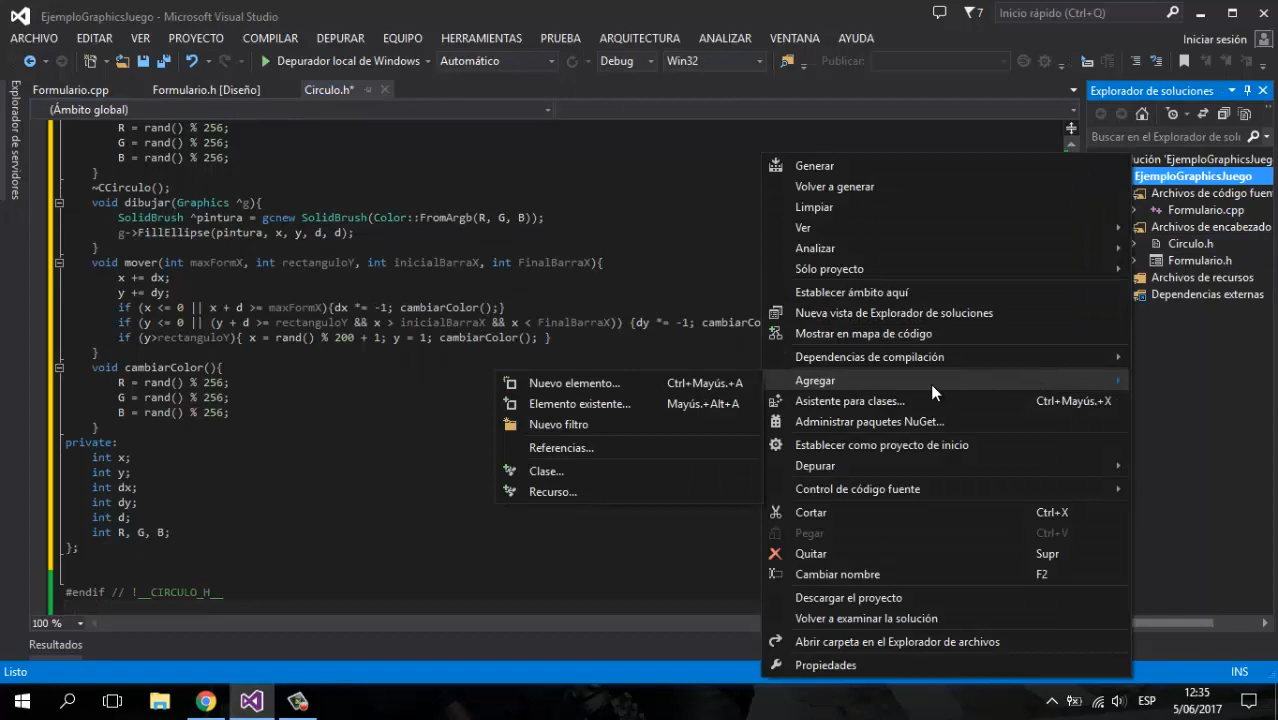 EjemploGraphicsJuego - Microsoft Visual Studio
7
Inicio rápido (Ctrl+Q)
ARCHIVO EDITAR VER PROYECTO COMPILAR DEPURAR EQUIPO HERRAMIENTAS PRUEBA ARQUITECTURA ANALIZAR VENTANA AYUDA
Iniciar sesión
Depurador local de Windows Automático Debug Win32 Publicar:
Explorador de servidores
Formulario.cpp Formulario.h [Diseño] Circulo.h*
(Ámbito global)
R = rand() % 256;
G = rand() % 256;
B = rand() % 256;
}
~CCirculo();
void dibujar(Graphics ^g){
SolidBrush ^pintura = gcnew SolidBrush(Color::FromArgb(R, G, B));
g->FillEllipse(pintura, x, y, d, d);
}
void mover(int maxFormX, int rectanguloY, int inicialBarraX, int FinalBarraX){
x += dx;
y += dy;
if (x <= 0 || x + d >= maxFormX){dx *= -1; cambiarColor();}
if (y <= 0 || (y + d >= rectanguloY && x > inicialBarraX && x < FinalBarraX)) {dy *= -1; cambiarCo
if (y>rectanguloY){ x = rand() % 200 + 1; y = 1; cambiarColor(); }
}
void cambiarColor(){
R = rand() % 256;
G = rand() % 256;
B = rand() % 256;
}
private:
int x;
int y;
int dx;
int dy;
int d;
int R, G, B;
};
#endif // !__CIRCULO_H__
100 %
Nuevo elemento... Ctrl+Mayús.+A
Elemento existente... Mayús.+Alt+A
Nuevo filtro
Referencias...
Clase...
Recurso...
Generar
Volver a generar
Limpiar
Ver
Analizar
Sólo proyecto
Establecer ámbito aquí
Nueva vista de Explorador de soluciones
Mostrar en mapa de código
Dependencias de compilación
Agregar
Asistente para clases... Ctrl+Mayús.+X
Administrar paquetes NuGet...
Establecer como proyecto de inicio
Depurar
Control de código fuente
Cortar Ctrl+X
Pegar Ctrl+V
Quitar Supr
Cambiar nombre F2
Descargar el proyecto
Volver a examinar la solución
Abrir carpeta en el Explorador de archivos
Propiedades
Explorador de soluciones
Buscar en el Explorador de solu
ución 'EjemploGraphicsJueg
EjemploGraphicsJuego
Archivos de código fuen
Formulario.cpp
Archivos de encabezado
Circulo.h
Formulario.h
Archivos de recursos
Dependencias externas
Resultados
Listo
INS
ESP
12:35
5/06/2017